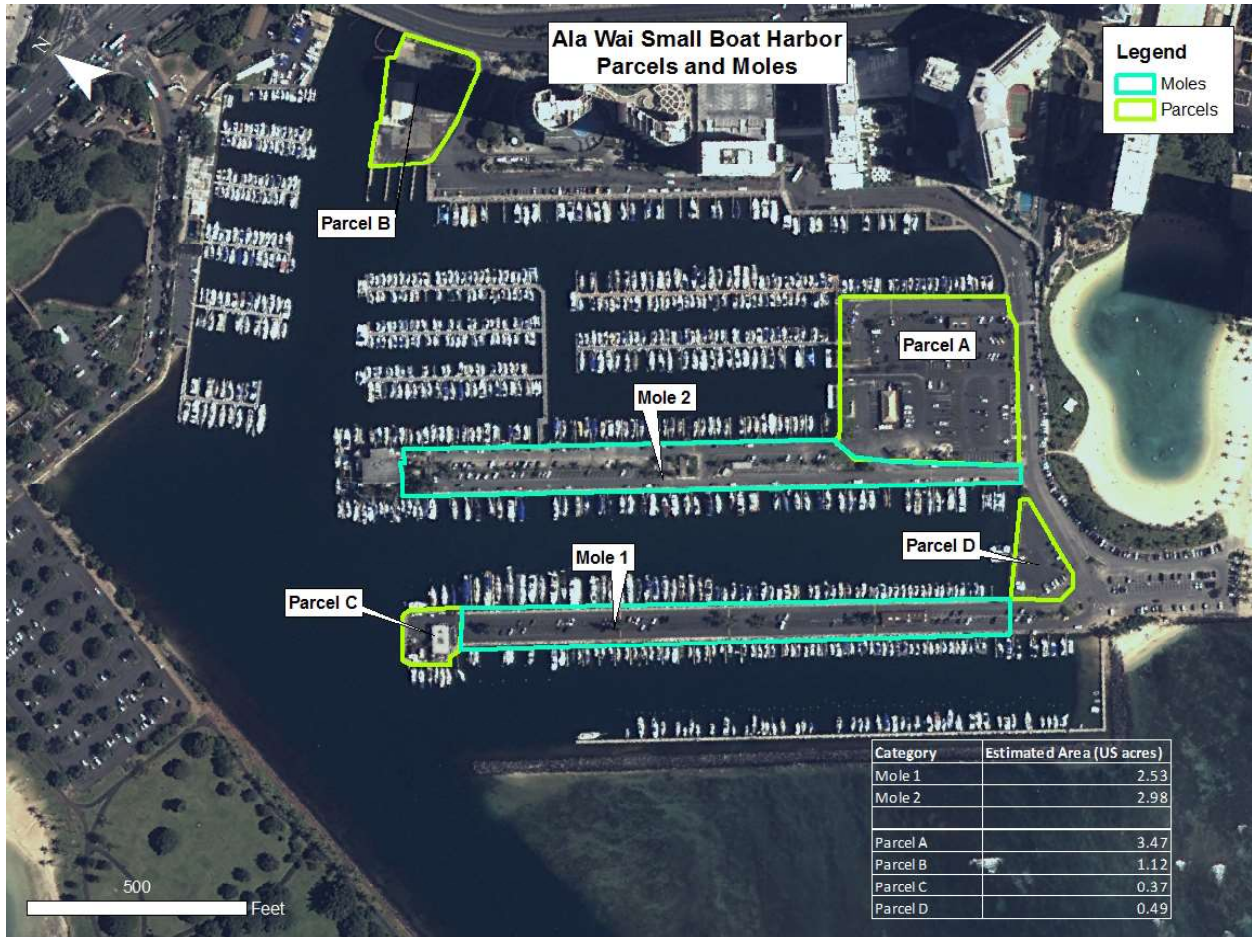 N
Ala Wai Small Boat Harbor
Parcels and Moles
Legend
Moles
Parcels
Parcel B
Parcel A
Mole 2
Parcel D
Mole 1
Parcel C
Category Estimated Area (US acres)
Mole 1 2.53
Mole 2 2.98
Parcel A 3.47
Parcel B 1.12
Parcel C 0.37
Parcel D 0.49
500
Feet